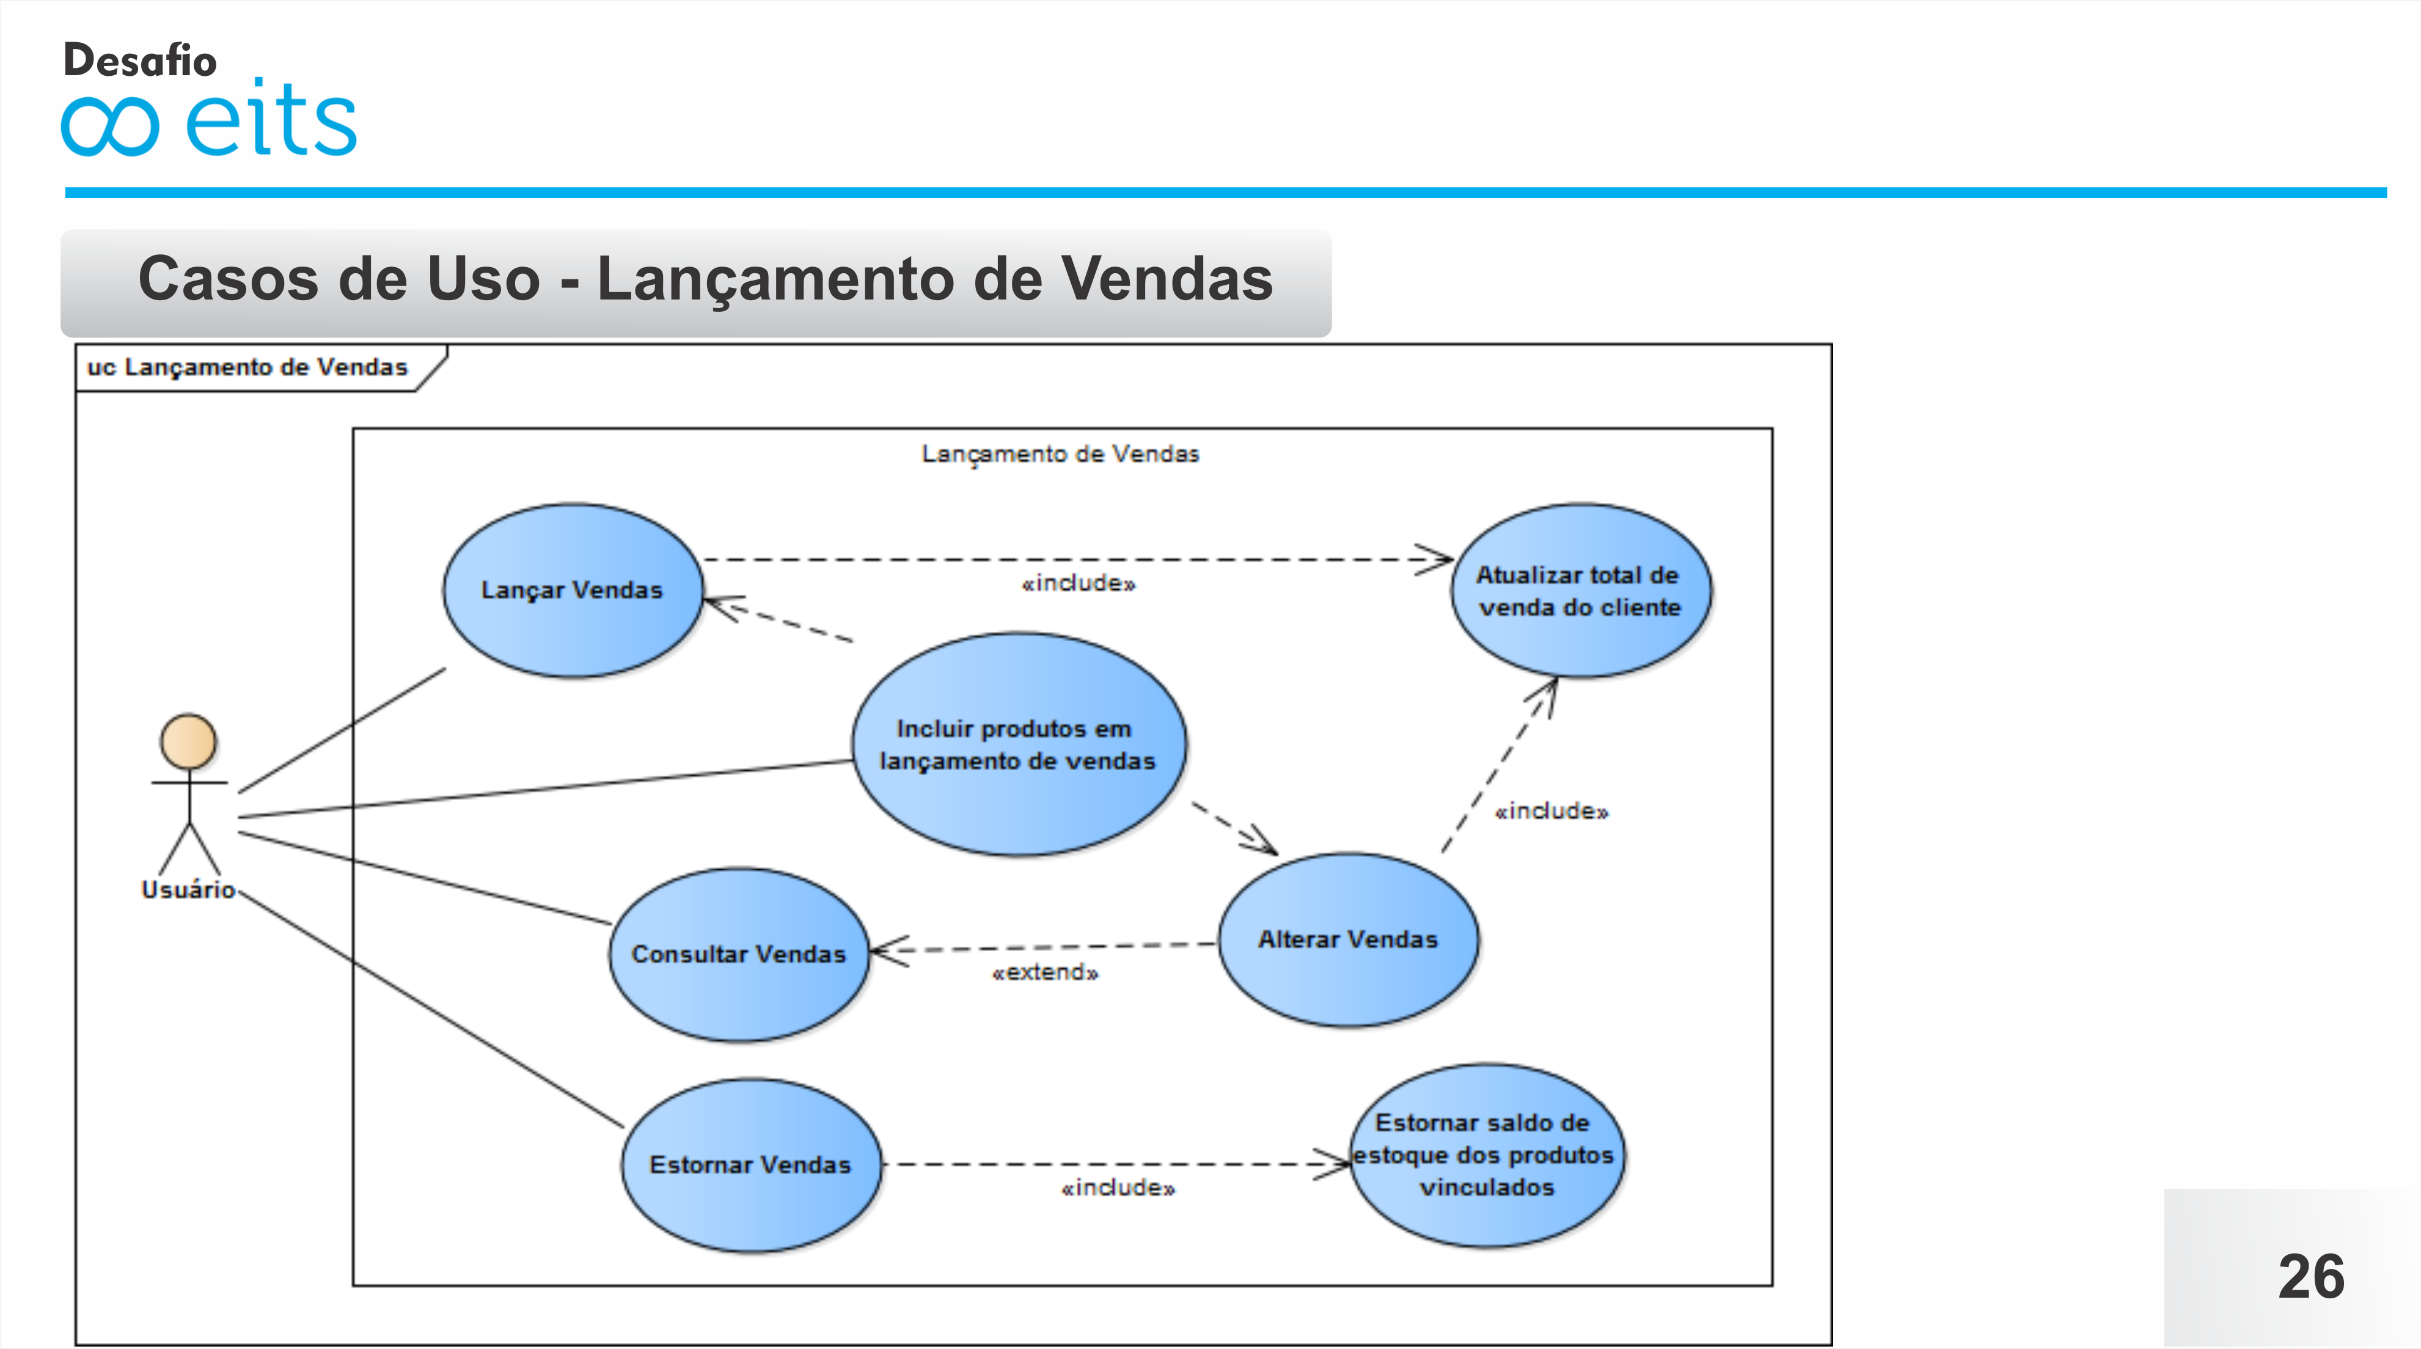 Desafio
eits
Casos de Uso - Lançamento de Vendas
uc Lançamento de Vendas
Lançamento de Vendas
Lançar Vendas
«include»
Atualizar total de
venda do cliente
Incluir produtos em
lançamento de vendas
«include»
Usuário
Consultar Vendas
«extend»
Alterar Vendas
Estornar Vendas
«include»
Estornar saldo de
estoque dos produtos
vinculados
26